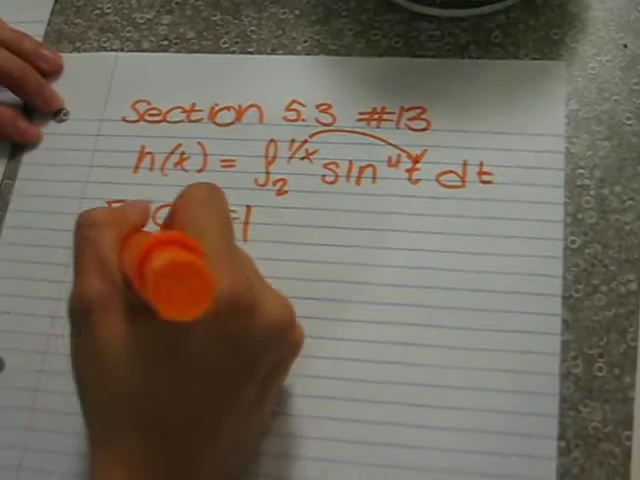 Section 5.3 #13
h(x) = ∫₂^1/x sin⁴t dt